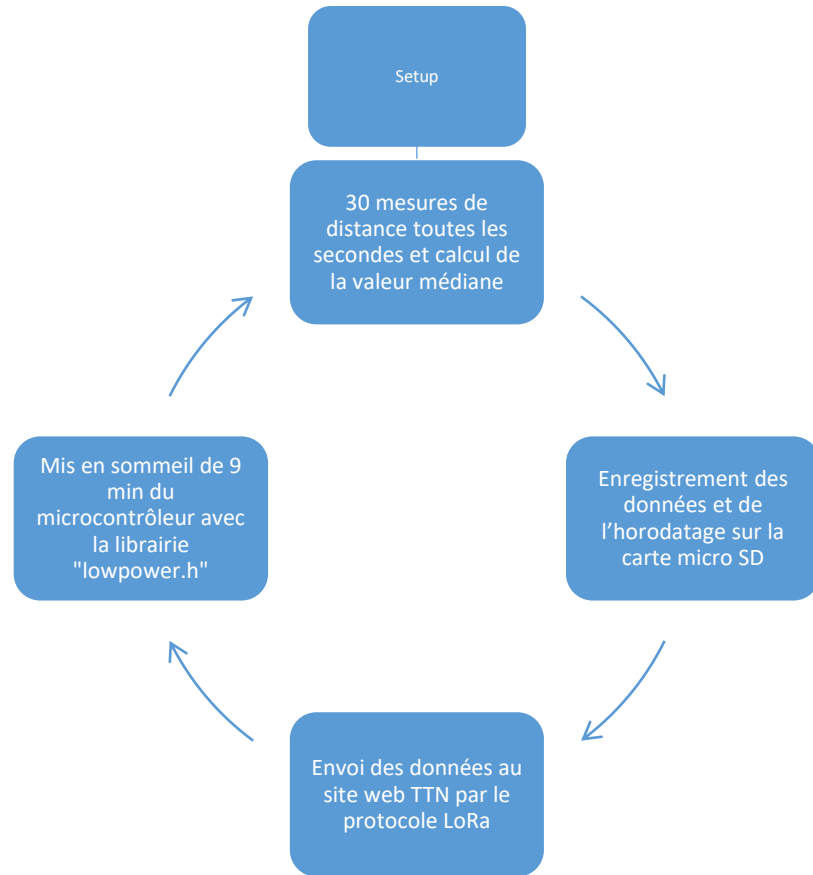 Setup
30 mesures de
distance toutes les
secondes et calcul de
la valeur médiane
Enregistrement des
données et de
l’horodatage sur la
carte micro SD
Envoi des données au
site web TTN par le
protocole LoRa
Mis en sommeil de 9
min du
microcontrôleur avec
la librairie
"lowpower.h"